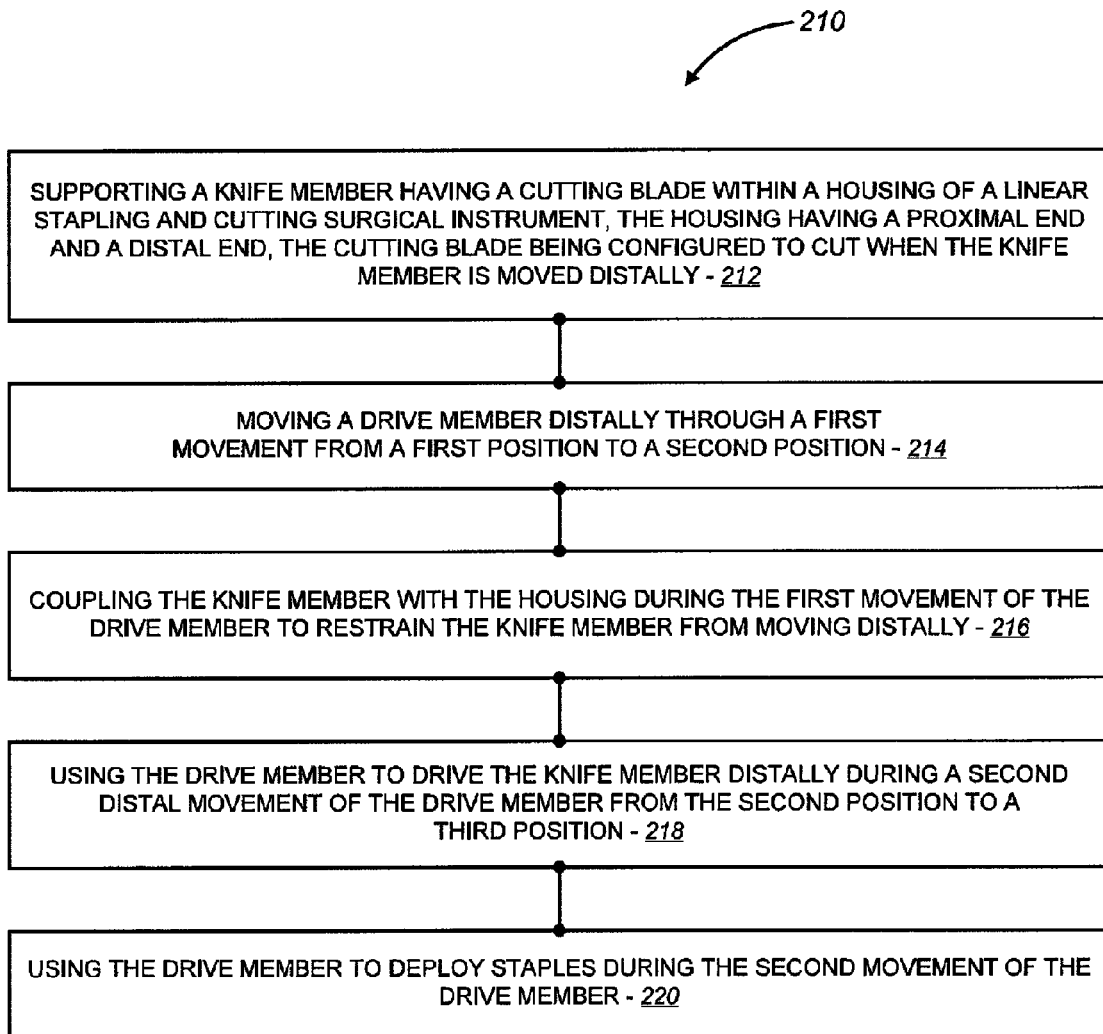 210
SUPPORTING A KNIFE MEMBER HAVING A CUTTING BLADE WITHIN A HOUSING OF A LINEAR
STAPLING AND CUTTING SURGICAL INSTRUMENT, THE HOUSING HAVING A PROXIMAL END
AND A DISTAL END, THE CUTTING BLADE BEING CONFIGURED TO CUT WHEN THE KNIFE
MEMBER IS MOVED DISTALLY - 212
MOVING A DRIVE MEMBER DISTALLY THROUGH A FIRST
MOVEMENT FROM A FIRST POSITION TO A SECOND POSITION - 214
COUPLING THE KNIFE MEMBER WITH THE HOUSING DURING THE FIRST MOVEMENT OF THE
DRIVE MEMBER TO RESTRAIN THE KNIFE MEMBER FROM MOVING DISTALLY - 216
USING THE DRIVE MEMBER TO DRIVE THE KNIFE MEMBER DISTALLY DURING A SECOND
DISTAL MOVEMENT OF THE DRIVE MEMBER FROM THE SECOND POSITION TO A
THIRD POSITION - 218
USING THE DRIVE MEMBER TO DEPLOY STAPLES DURING THE SECOND MOVEMENT OF THE
DRIVE MEMBER - 220